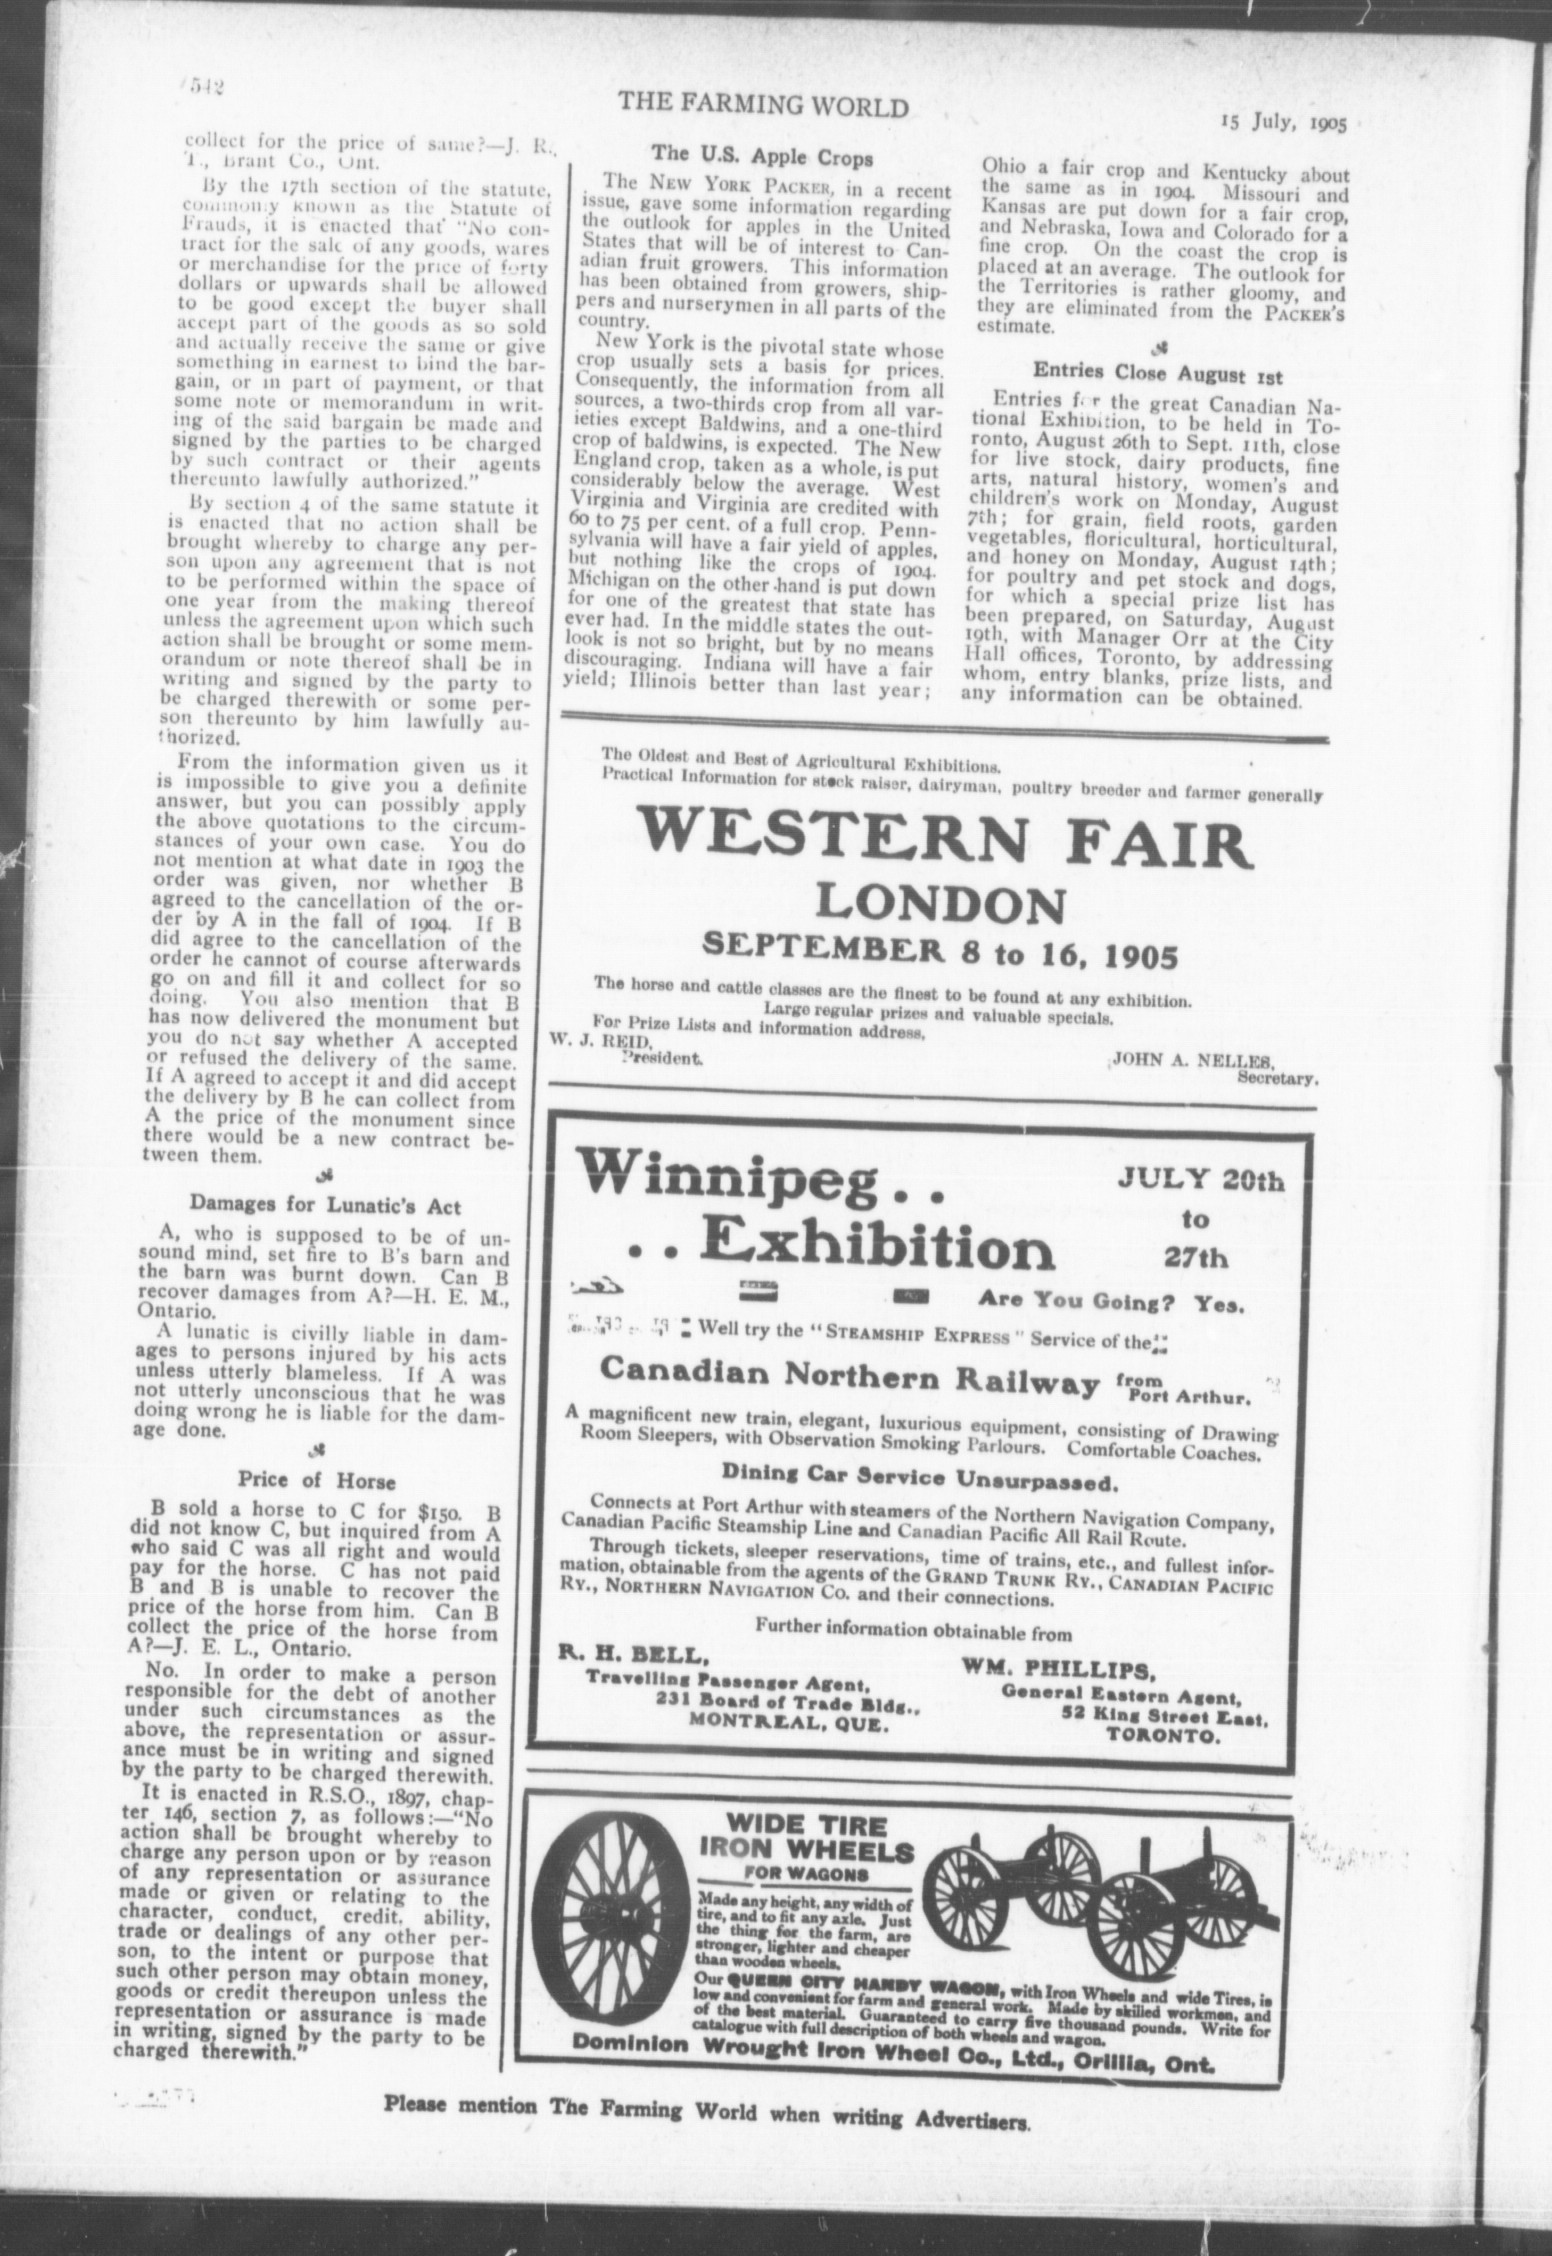 542
THE FARMING WORLD
15 July, 1905
collect for the price of same?—J. R.
T., Brant Co., Ont.
By the 17th section of the statute,
commonly known as the Statute of
Frauds, it is enacted that "No con-
tract for the sale of any goods, wares
or merchandise for the price of forty
dollars or upwards shall be allowed
to be good except the buyer shall
accept part of the goods as so sold
and actually receive the same or give
something in earnest to bind the bar-
gain, or in part of payment, or that
some note or memorandum in writ-
ing of the said bargain be made and
signed by the parties to be charged
by such contract or their agents
thereunto lawfully authorized."
By section 4 of the same statute it
is enacted that no action shall be
brought whereby to charge any per-
son upon any agreement that is not
to be performed within the space of
one year from the making thereof
unless the agreement upon which such
action shall be brought or some mem-
orandum or note thereof shall be in
writing and signed by the party to
be charged therewith or some per-
son thereunto by him lawfully au-
thorized.
From the information given us it
is impossible to give you a definite
answer, but you can possibly apply
the above quotations to the circum-
stances of your own case. You do
not mention at what date in 1903 the
order was given, nor whether B
agreed to the cancellation of the or-
der by A in the fall of 1904. If B
did agree to the cancellation of the
order he cannot of course afterwards
go on and fill it and collect for so
doing. You also mention that B
has now delivered the monument but
you do not say whether A accepted
or refused the delivery of the same.
If A agreed to accept it and did accept
the delivery by B he can collect from
A the price of the monument since
there would be a new contract be-
tween them.
Damages for Lunatic's Act
A, who is supposed to be of un-
sound mind, set fire to B's barn and
the barn was burnt down. Can B
recover damages from A?—H. E. M.,
Ontario.
A lunatic is civilly liable in dam-
ages to persons injured by his acts
unless utterly blameless. If A was
not utterly unconscious that he was
doing wrong he is liable for the dam-
age done.
Price of Horse
B sold a horse to C for $150. B
did not know C, but inquired from A
who said C was all right and would
pay for the horse. C has not paid
B and B is unable to recover the
price of the horse from him. Can B
collect the price of the horse from
A?—J. E. L., Ontario.
No. In order to make a person
responsible for the debt of another
under such circumstances as the
above, the representation or assur-
ance must be in writing and signed
by the party to be charged therewith.
It is enacted in R.S.O., 1897, chap-
ter 146, section 7, as follows:—"No
action shall be brought whereby to
charge any person upon or by reason
of any representation or assurance
made or given or relating to the
character, conduct, credit, ability,
trade or dealings of any other per-
son, to the intent or purpose that
such other person may obtain money,
goods or credit thereupon unless the
representation or assurance is made
in writing, signed by the party to be
charged therewith."
The U.S. Apple Crops
The NEW YORK PACKER, in a recent
issue, gave some information regarding
the outlook for apples in the United
States that will be of interest to Can-
adian fruit growers. This information
has been obtained from growers, ship-
pers and nurserymen in all parts of the
country.
New York is the pivotal state whose
crop usually sets a basis for prices.
Consequently, the information from all
sources, a two-thirds crop from all var-
ieties except Baldwins, and a one-third
crop of baldwins, is expected. The New
England crop, taken as a whole, is put
considerably below the average. West
Virginia and Virginia are credited with
60 to 75 per cent. of a full crop. Penn-
sylvania will have a fair yield of apples,
but nothing like the crops of 1904.
Michigan on the other hand is put down
for one of the greatest that state has
ever had. In the middle states the out-
look is not so bright, but by no means
discouraging. Indiana will have a fair
yield; Illinois better than last year;
Ohio a fair crop and Kentucky about
the same as in 1904. Missouri and
Kansas are put down for a fair crop,
and Nebraska, Iowa and Colorado for a
fine crop. On the coast the crop is
placed at an average. The outlook for
the Territories is rather gloomy, and
they are eliminated from the PACKER'S
estimate.
Entries Close August 1st
Entries for the great Canadian Na-
tional Exhibition, to be held in To-
ronto, August 26th to Sept. 11th, close
for live stock, dairy products, fine
arts, natural history, women's and
children's work on Monday, August
7th; for grain, field roots, garden
vegetables, floricultural, horticultural,
and honey on Monday, August 14th;
for poultry and pet stock and dogs,
for which a special prize list has
been prepared, on Saturday, August
19th, with Manager Orr at the City
Hall offices, Toronto, by addressing
whom, entry blanks, prize lists, and
any information can be obtained.
The Oldest and Best of Agricultural Exhibitions.
Practical Information for stock raiser, dairyman, poultry breeder and farmer generally
WESTERN FAIR
LONDON
SEPTEMBER 8 to 16, 1905
The horse and cattle classes are the finest to be found at any exhibition.
Large regular prizes and valuable specials.
For Prize Lists and information address,
W. J. REID,
President.
JOHN A. NELLES,
Secretary.
Winnipeg . .
. . Exhibition
JULY 20th
to
27th
Are You Going? Yes.
Well try the "STEAMSHIP EXPRESS" Service of the
Canadian Northern Railway from Port Arthur.
A magnificent new train, elegant, luxurious equipment, consisting of Drawing
Room Sleepers, with Observation Smoking Parlours. Comfortable Coaches.
Dining Car Service Unsurpassed.
Connects at Port Arthur with steamers of the Northern Navigation Company,
Canadian Pacific Steamship Line and Canadian Pacific All Rail Route.
Through tickets, sleeper reservations, time of trains, etc., and fullest infor-
mation, obtainable from the agents of the GRAND TRUNK RY., CANADIAN PACIFIC
RY., NORTHERN NAVIGATION CO. and their connections.
Further information obtainable from
R. H. BELL,
Travelling Passenger Agent,
231 Board of Trade Bldg.,
MONTREAL, QUE.
WM. PHILLIPS,
General Eastern Agent,
52 King Street East,
TORONTO.
WIDE TIRE
IRON WHEELS
FOR WAGONS
Made any height, any width of
tire, and to fit any axle. Just
the thing for the farm, are
stronger, lighter and cheaper
than wooden wheels.
Our QUEEN CITY HANDY WAGON, with Iron Wheels and wide Tires, is
low and convenient for farm and general work. Made by skilled workmen, and
of the best material. Guaranteed to carry five thousand pounds. Write for
catalogue with full description of both wheels and wagon.
Dominion Wrought Iron Wheel Co., Ltd., Orillia, Ont.
Please mention The Farming World when writing Advertisers.